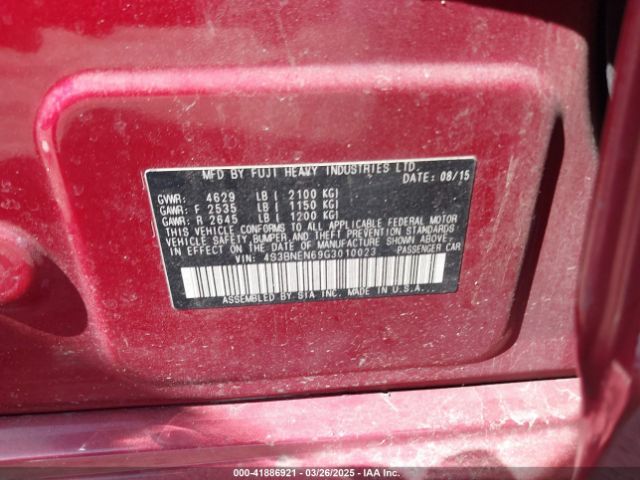 MFD BY FUJI HEAVY INDUSTRIES LTD.
DATE: 08/15
GVWR: 4629 LB ( 2100 KG)
GAWR: F 2535 LB ( 1150 KG)
GAWR: R 2645 LB ( 1200 KG)
THIS VEHICLE CONFORMS TO ALL APPLICABLE FEDERAL MOTOR
VEHICLE SAFETY, BUMPER, AND THEFT PREVENTION STANDARDS
IN EFFECT ON THE DATE OF MANUFACTURE SHOWN ABOVE.
VIN: 4S3BNEN69G3010023 PASSENGER CAR
ASSEMBLED BY SIA INC. MADE IN U.S.A.
000-41886921 - 03/26/2025 - IAA Inc.